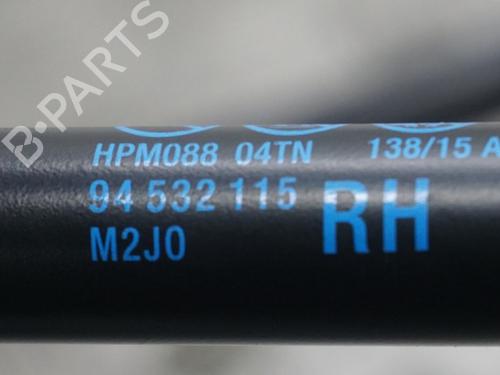 B-PARTS
HPM088 04TN 138/15 A
94 532 115 RH
M2J0